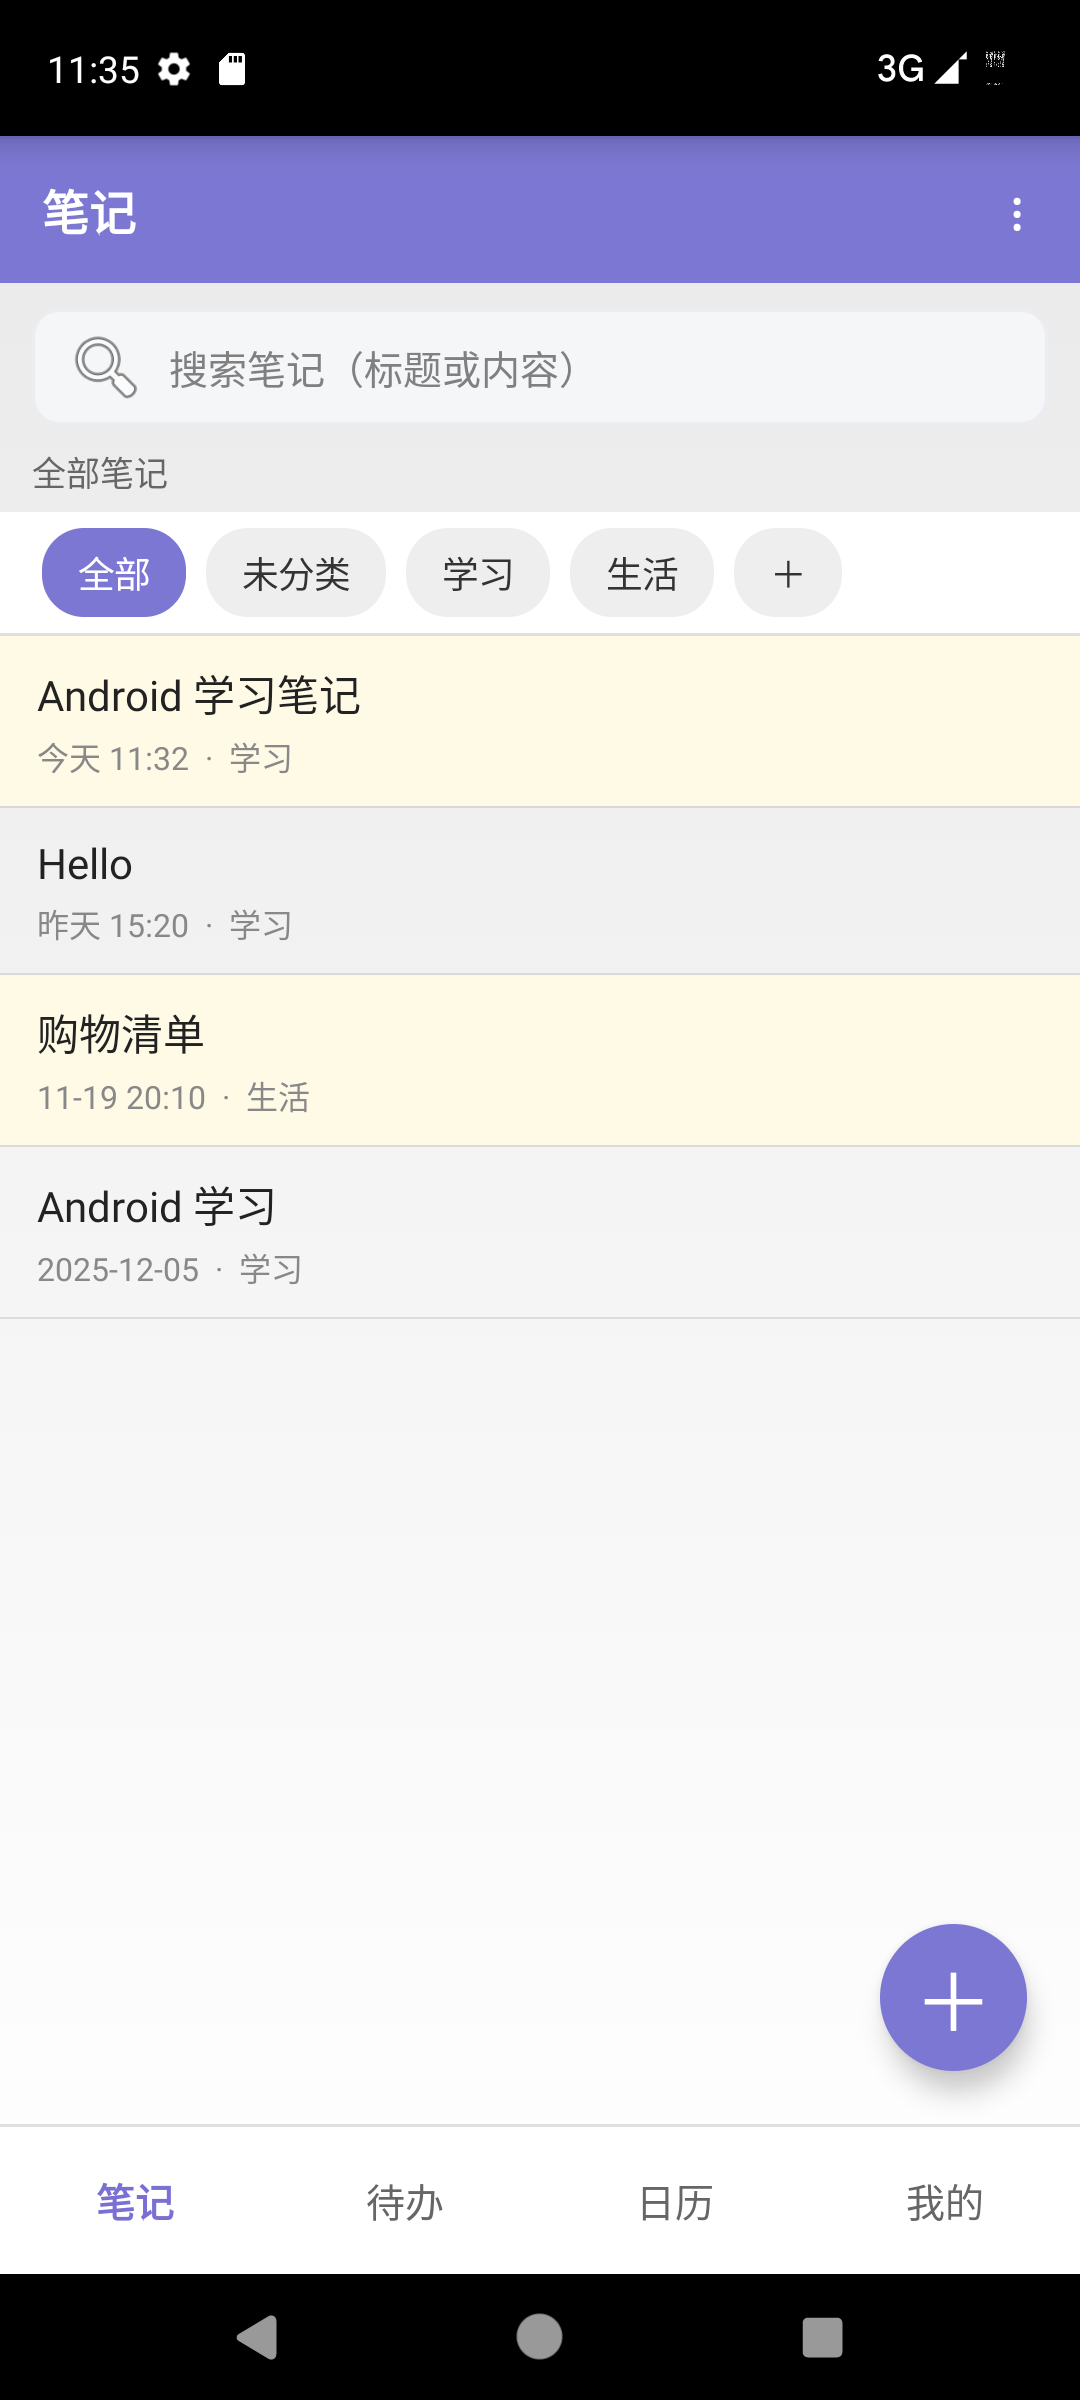 11:35
3G
笔记
搜索笔记（标题或内容）
全部笔记
全部 未分类 学习 生活 +
Android 学习笔记
今天 11:32 · 学习
Hello
昨天 15:20 · 学习
购物清单
11-19 20:10 · 生活
Android 学习
2025-12-05 · 学习
笔记 待办 日历 我的